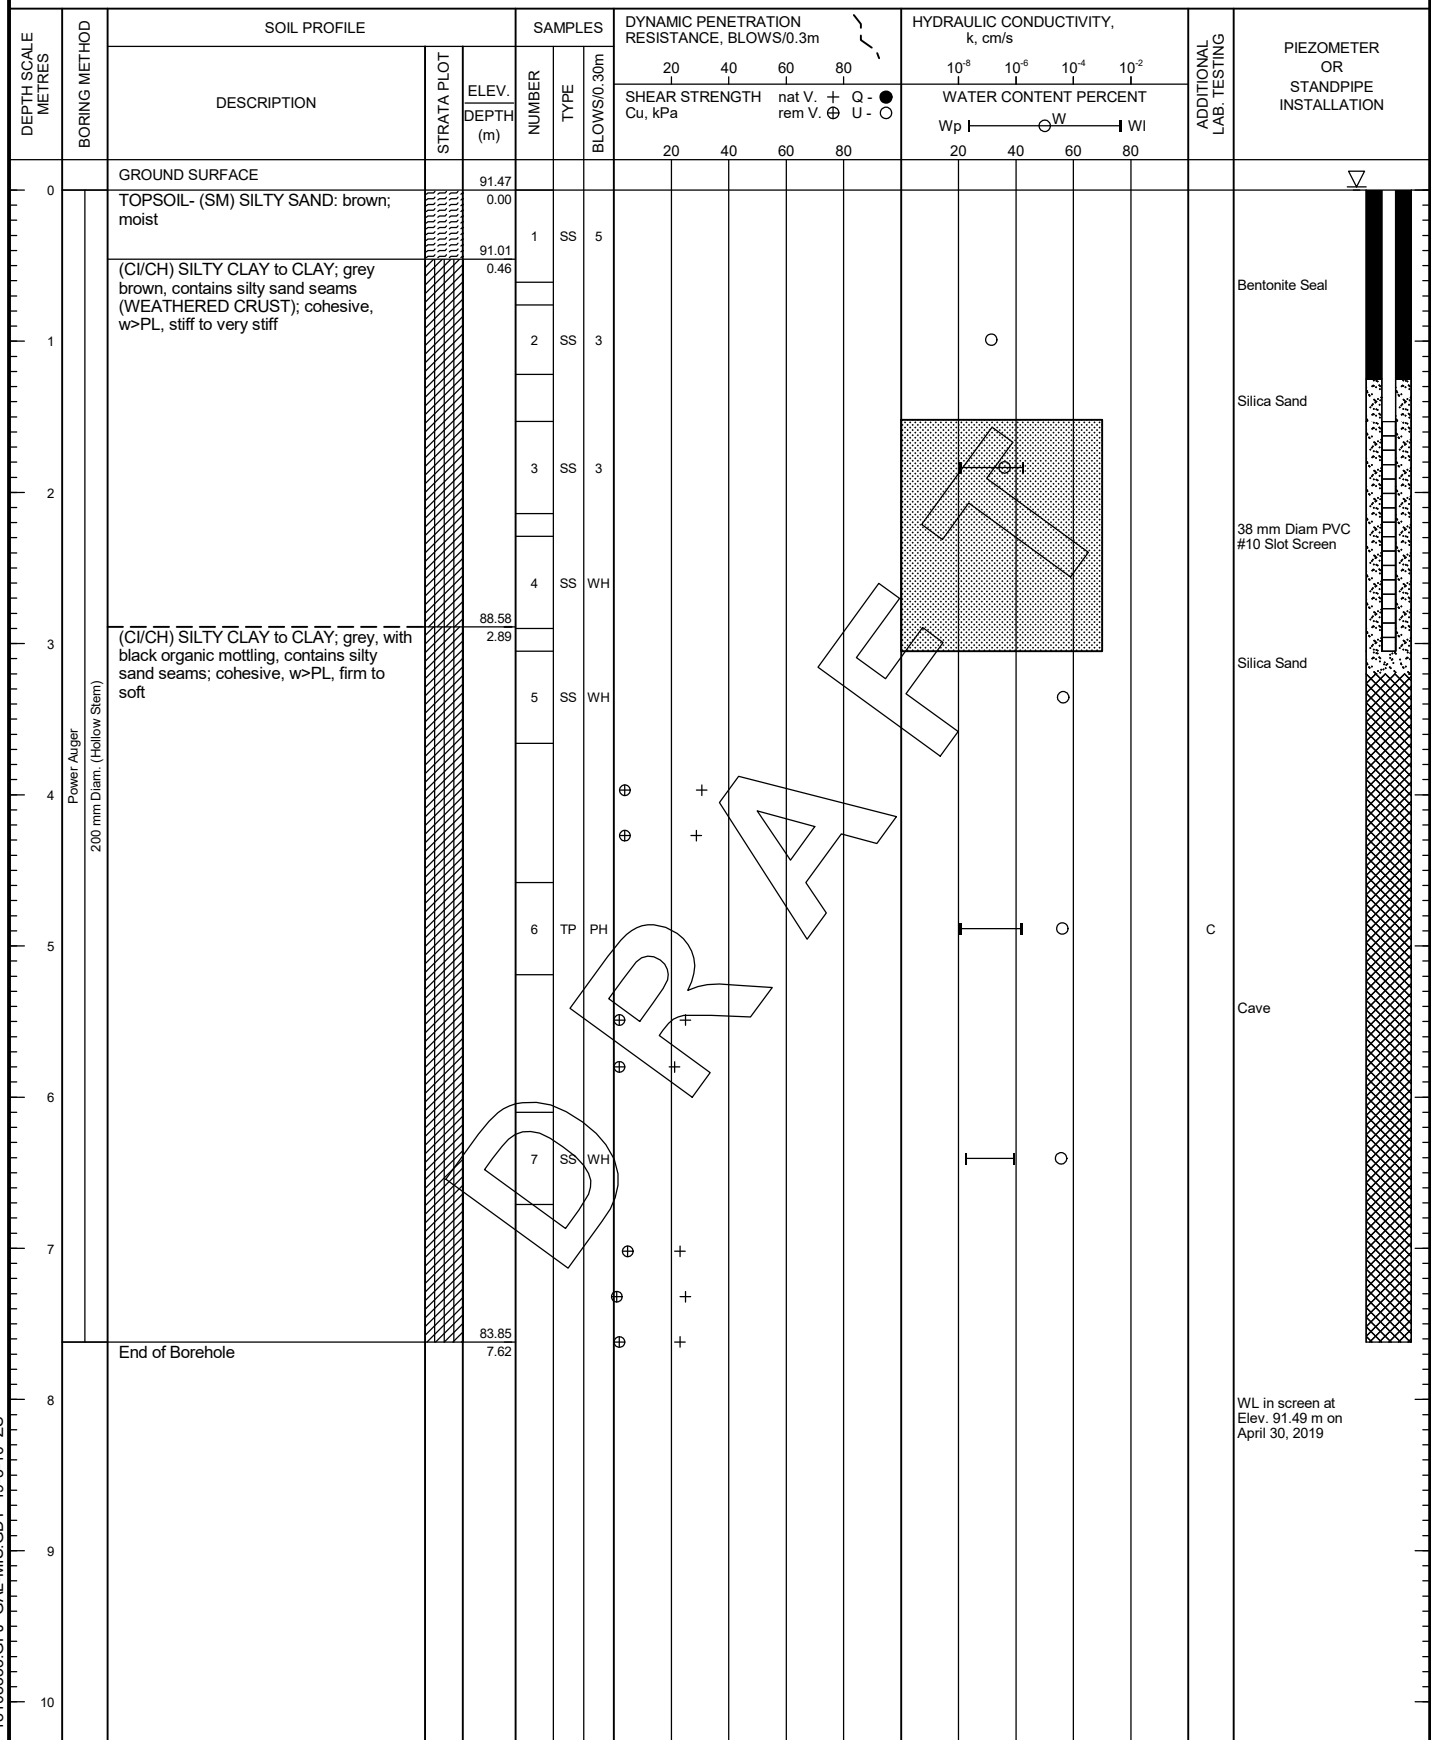 DEPTH SCALE
METRES
BORING METHOD
SOIL PROFILE
DESCRIPTION
STRATA PLOT
ELEV.
DEPTH
(m)
SAMPLES
NUMBER
TYPE
BLOWS/0.30m
DYNAMIC PENETRATION
RESISTANCE, BLOWS/0.3m
20 40 60 80
SHEAR STRENGTH nat V. + Q - ●
Cu, kPa rem V. ⊕ U - ○
20 40 60 80
HYDRAULIC CONDUCTIVITY,
k, cm/s
10⁻⁸ 10⁻⁶ 10⁻⁴ 10⁻²
WATER CONTENT PERCENT
Wp W Wl
20 40 60 80
ADDITIONAL
LAB. TESTING
PIEZOMETER
OR
STANDPIPE
INSTALLATION
GROUND SURFACE 91.47
0
TOPSOIL- (SM) SILTY SAND: brown; 0.00
moist
1 SS 5
91.01
(CI/CH) SILTY CLAY to CLAY; grey 0.46
brown, contains silty sand seams
(WEATHERED CRUST); cohesive,
w>PL, stiff to very stiff
Bentonite Seal
1
2 SS 3
Silica Sand
3 SS 3
2
38 mm Diam PVC
#10 Slot Screen
4 SS WH
88.58
(CI/CH) SILTY CLAY to CLAY; grey, with 2.89
black organic mottling, contains silty
sand seams; cohesive, w>PL, firm to
soft
3
Silica Sand
5 SS WH
Power Auger
200 mm Diam. (Hollow Stem)
4
6 TP PH
C
5
Cave
6
7 SS WH
7
83.85
End of Borehole 7.62
8
WL in screen at
Elev. 91.49 m on
April 30, 2019
9
10
DRAFT